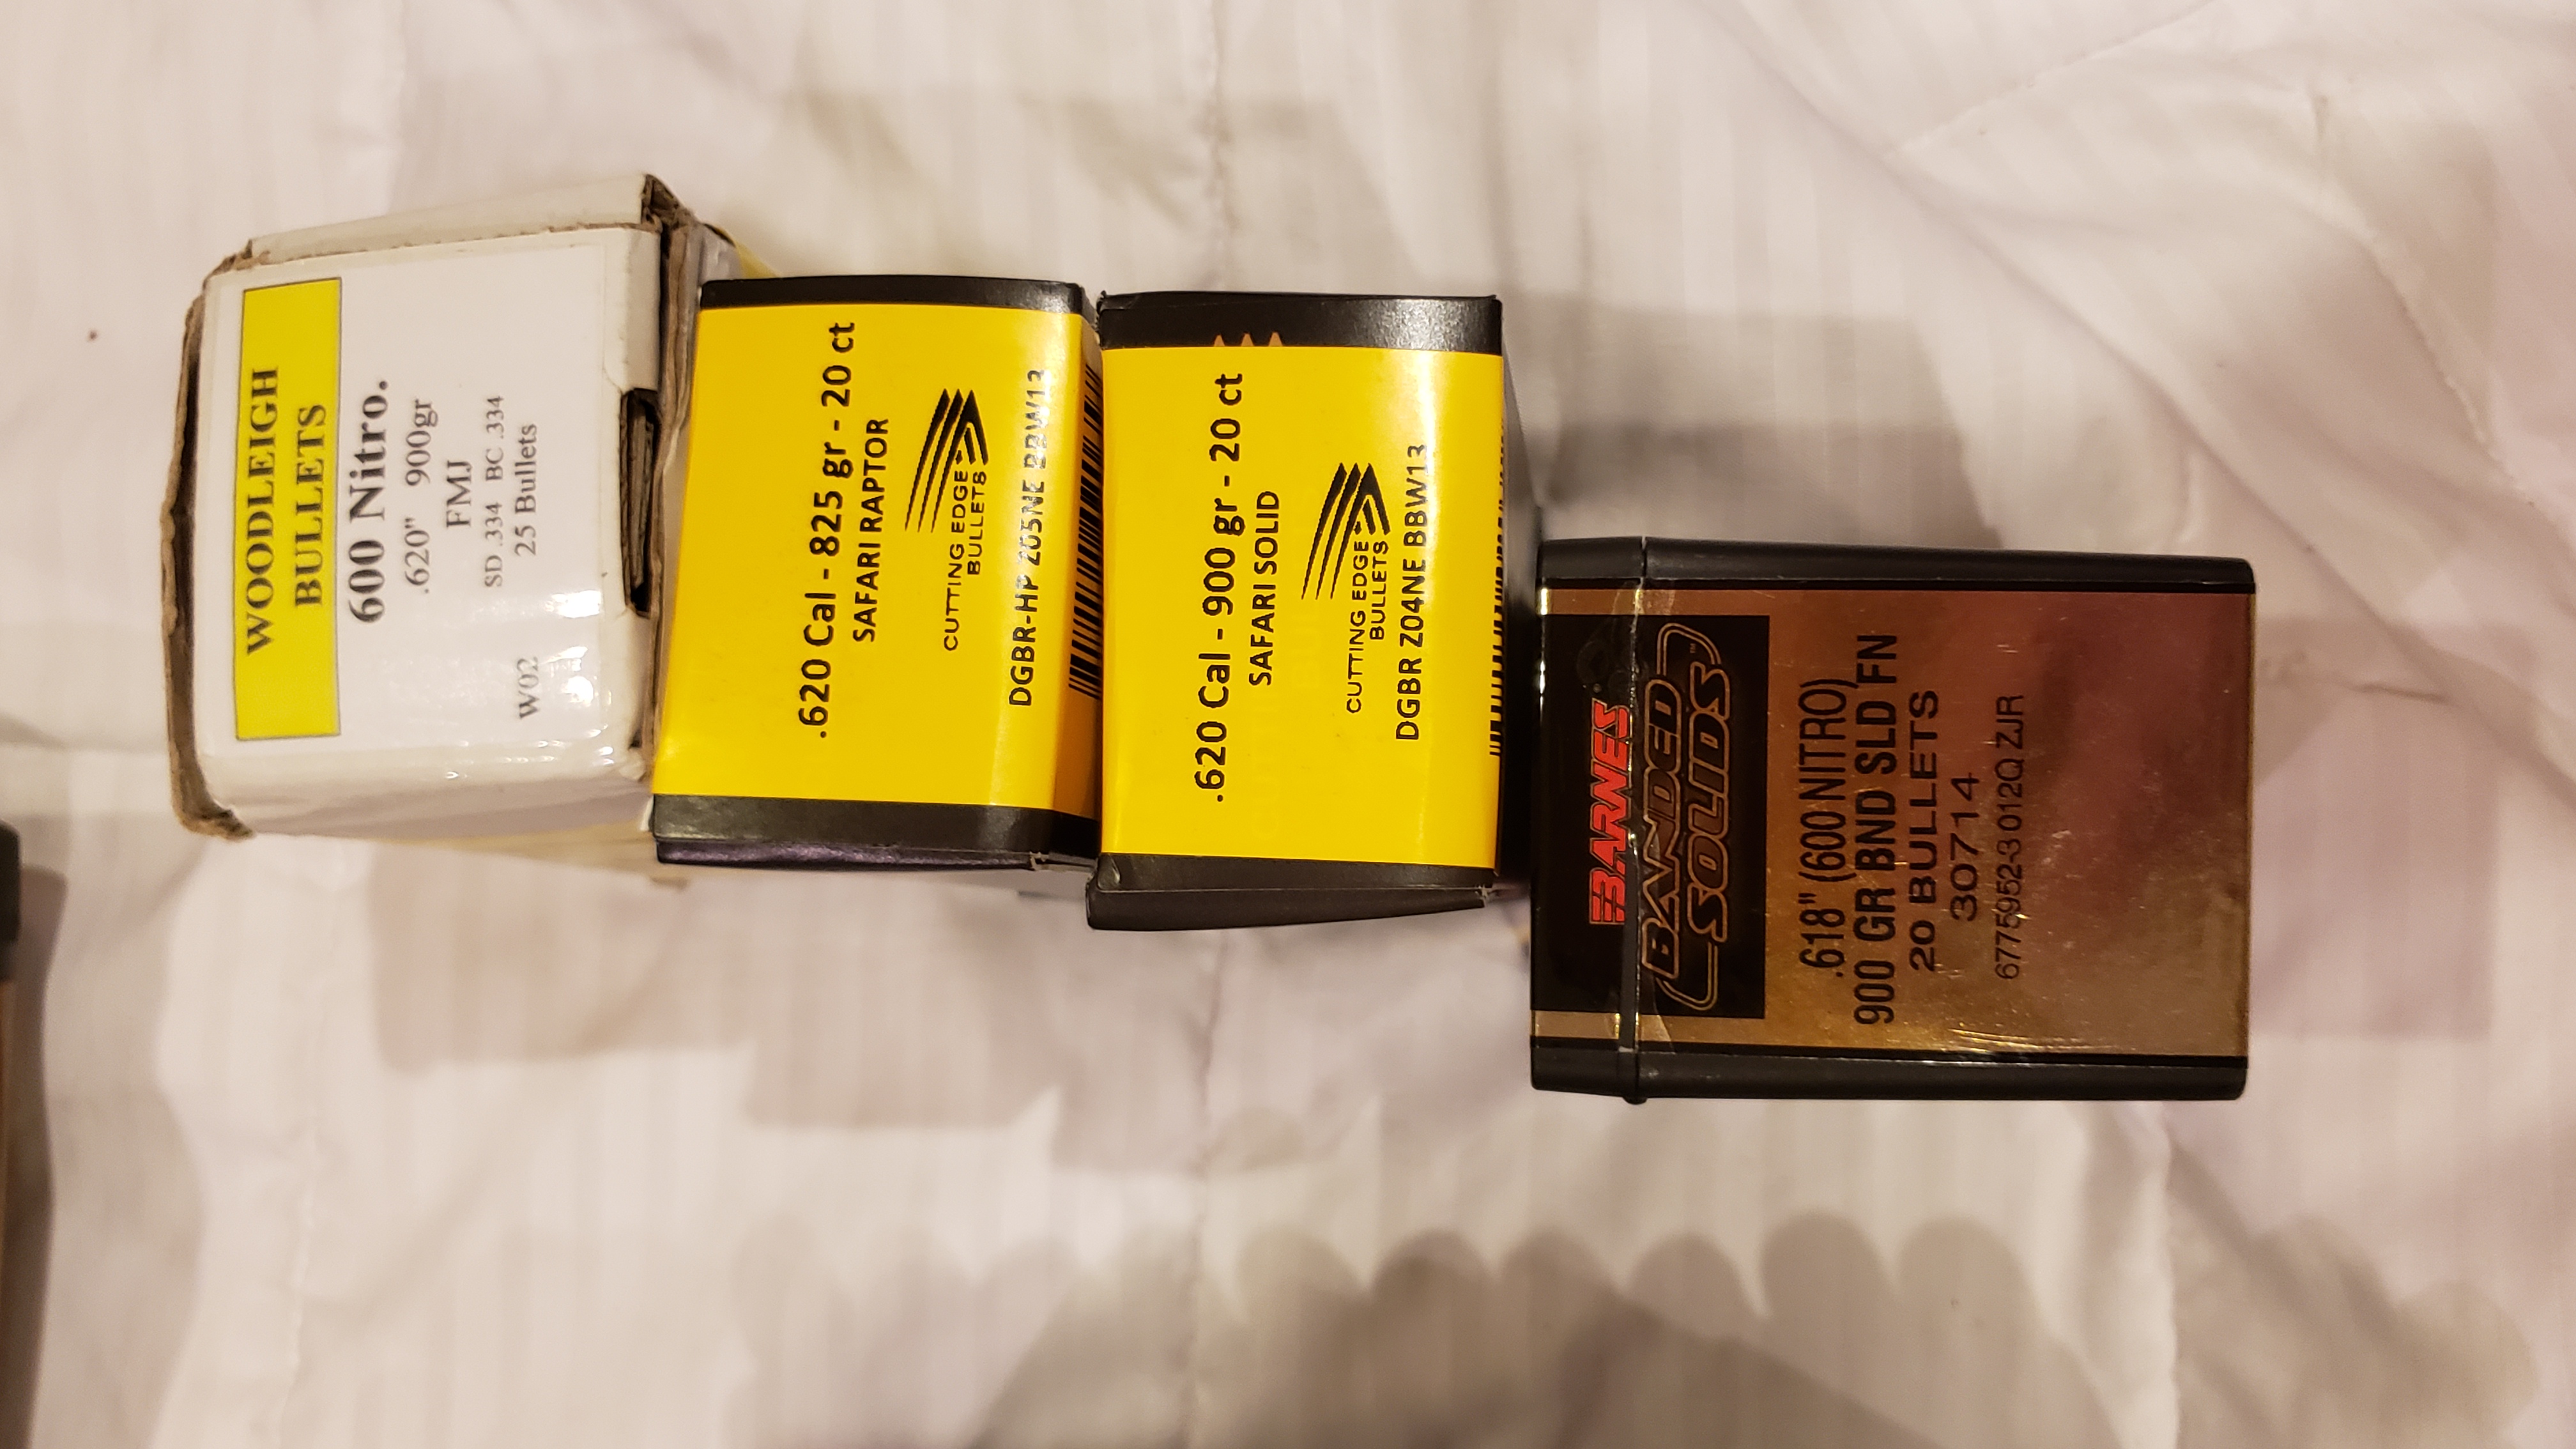 WOODLEIGH
BULLETS
600 Nitro.
.620" 900gr
FMJ
SD .334 BC .334
W02 25 Bullets
.620 Cal - 825 gr - 20 ct
SAFARI RAPTOR
CUTTING EDGE
BULLETS
DGBR-HP Z05NE BBW13
.620 Cal - 900 gr - 20 ct
SAFARI SOLID
CUTTING EDGE
BULLETS
DGBR Z04NE BBW13
BARNES
BANDED
SOLIDS™
.618" (600 NITRO)
900 GR BND SLD FN
20 BULLETS
30714
6775952-3 012Q ZJR